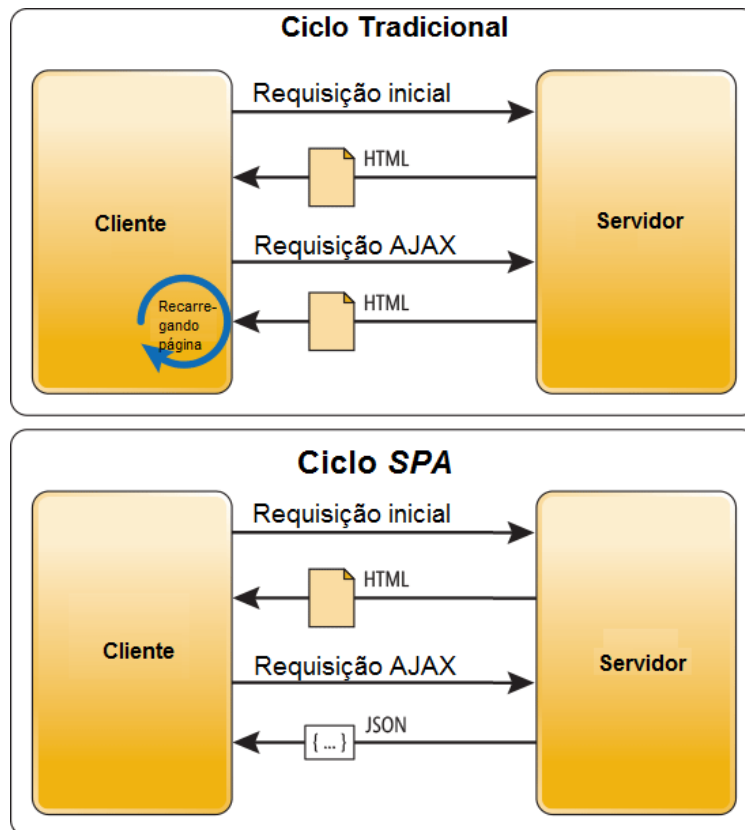 Ciclo Tradicional
Requisição inicial
HTML
Cliente
Servidor
Requisição AJAX
HTML
Recarre-
gando
página
Ciclo SPA
Requisição inicial
HTML
Cliente
Servidor
Requisição AJAX
JSON
{ ... }